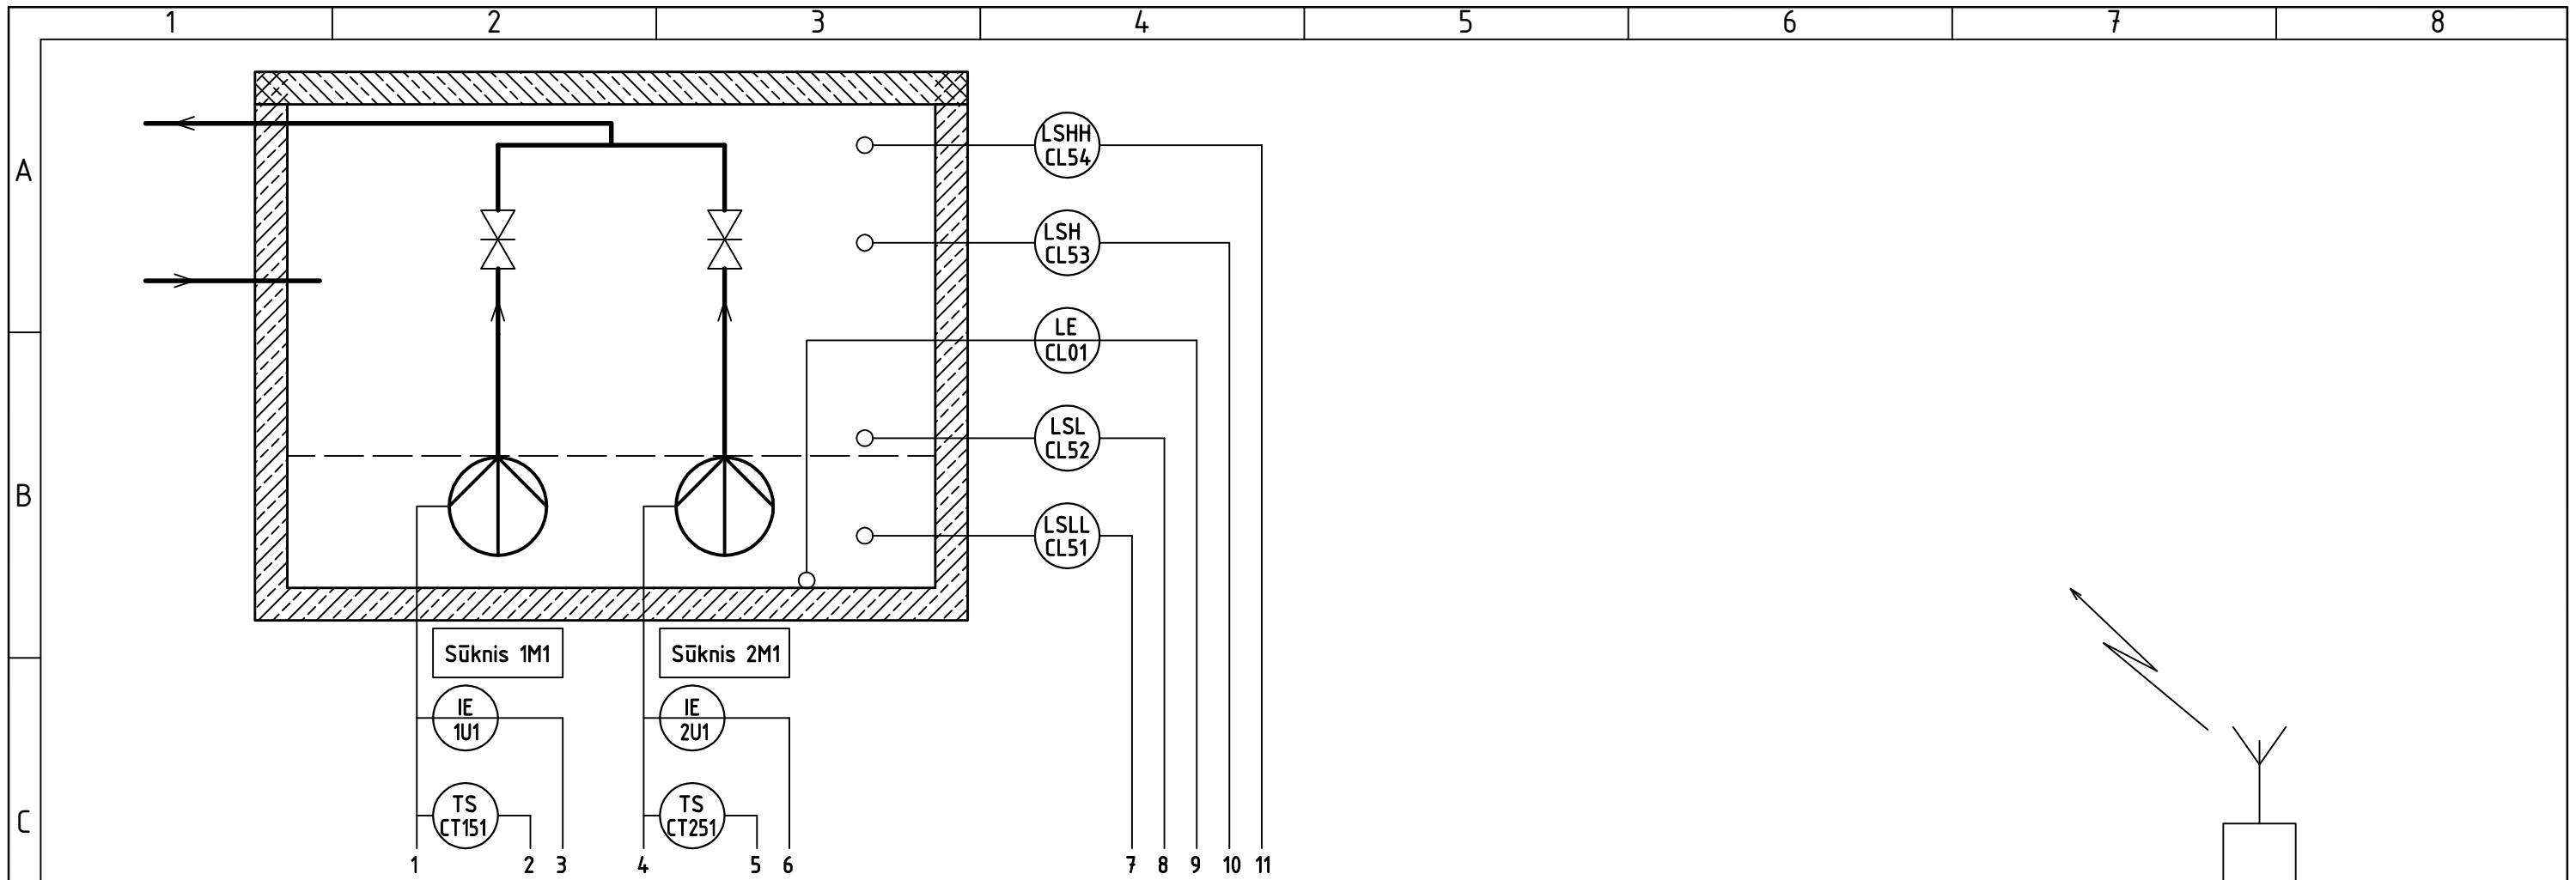 1 2 3 4 5 6 7 8
A
LSHH
CL54
LSH
CL53
LE
CL01
B
LSL
CL52
LSLL
CL51
Sūknis 1M1
Sūknis 2M1
IE
1U1
IE
2U1
C
TS
CT151
TS
CT251
1 2 3 4 5 6 7 8 9 10 11